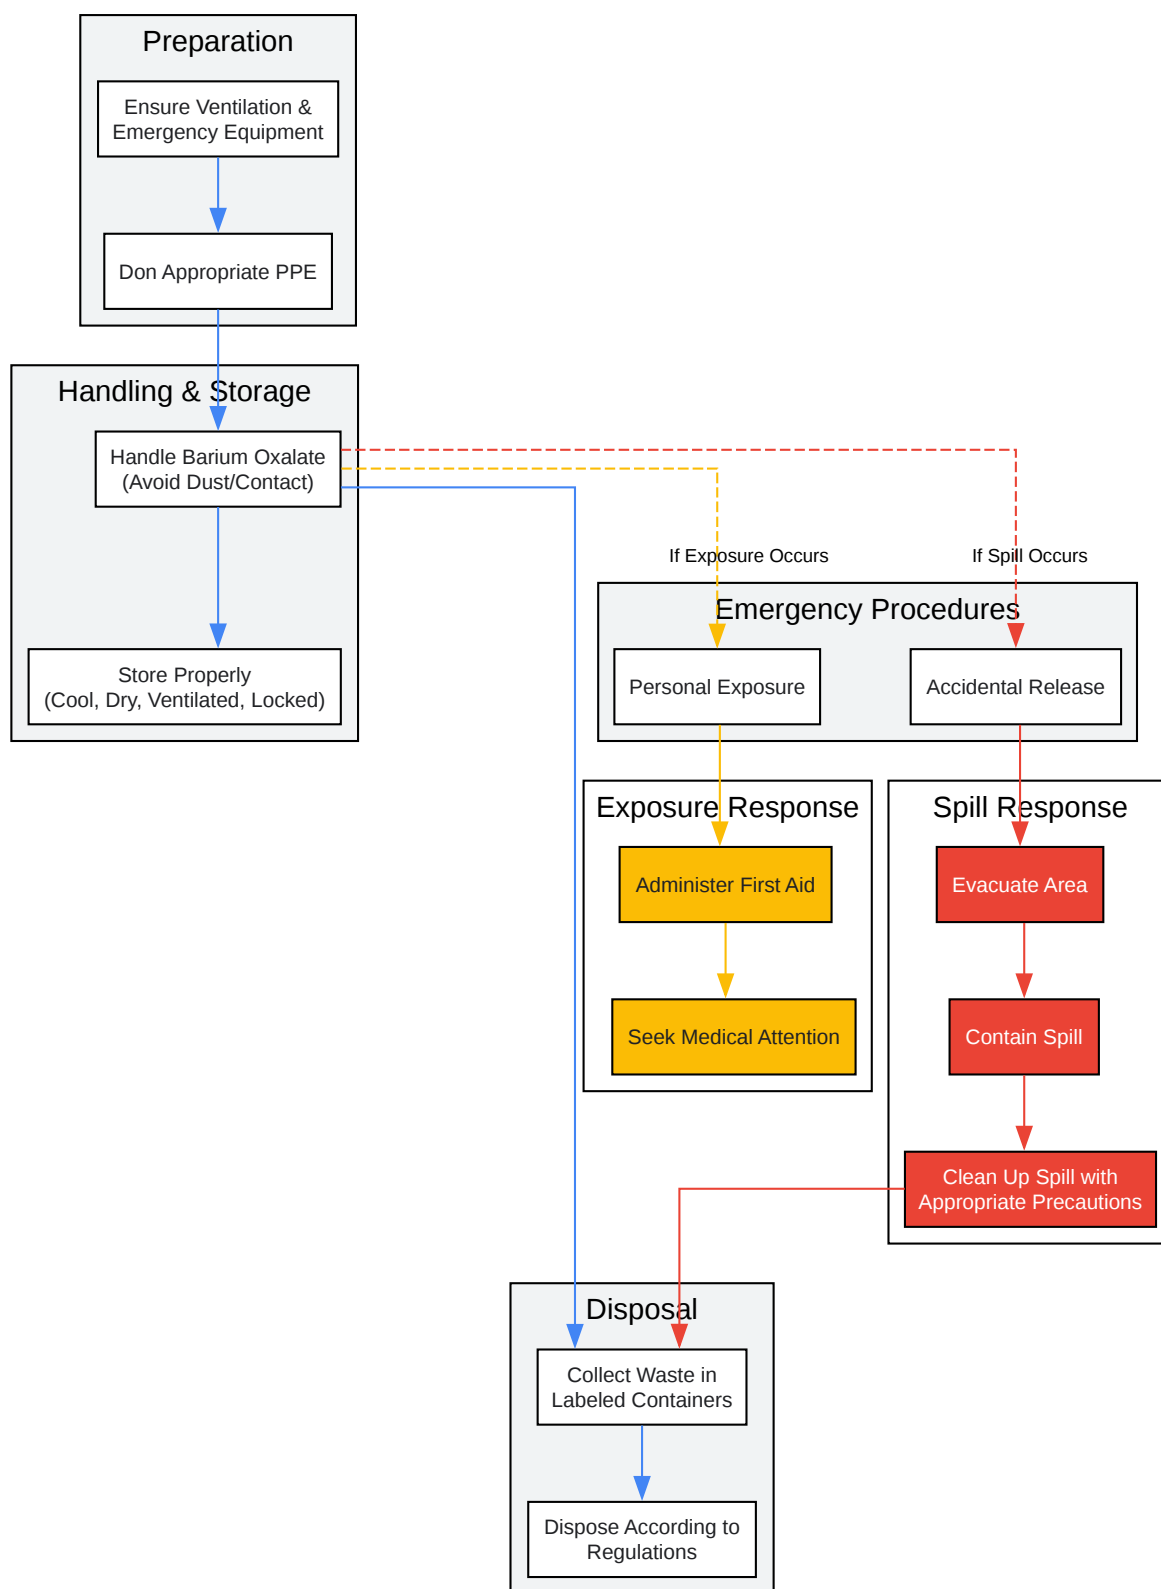 Preparation
Ensure Ventilation &
Emergency Equipment
Don Appropriate PPE
Handling & Storage
Handle Barium Oxalate
(Avoid Dust/Contact)
If Exposure Occurs
If Spill Occurs
Emergency Procedures
Store Properly
(Cool, Dry, Ventilated, Locked)
Personal Exposure
Accidental Release
Exposure Response
Spill Response
Administer First Aid
Evacuate Area
Seek Medical Attention
Contain Spill
Clean Up Spill with
Appropriate Precautions
Disposal
Collect Waste in
Labeled Containers
Dispose According to
Regulations